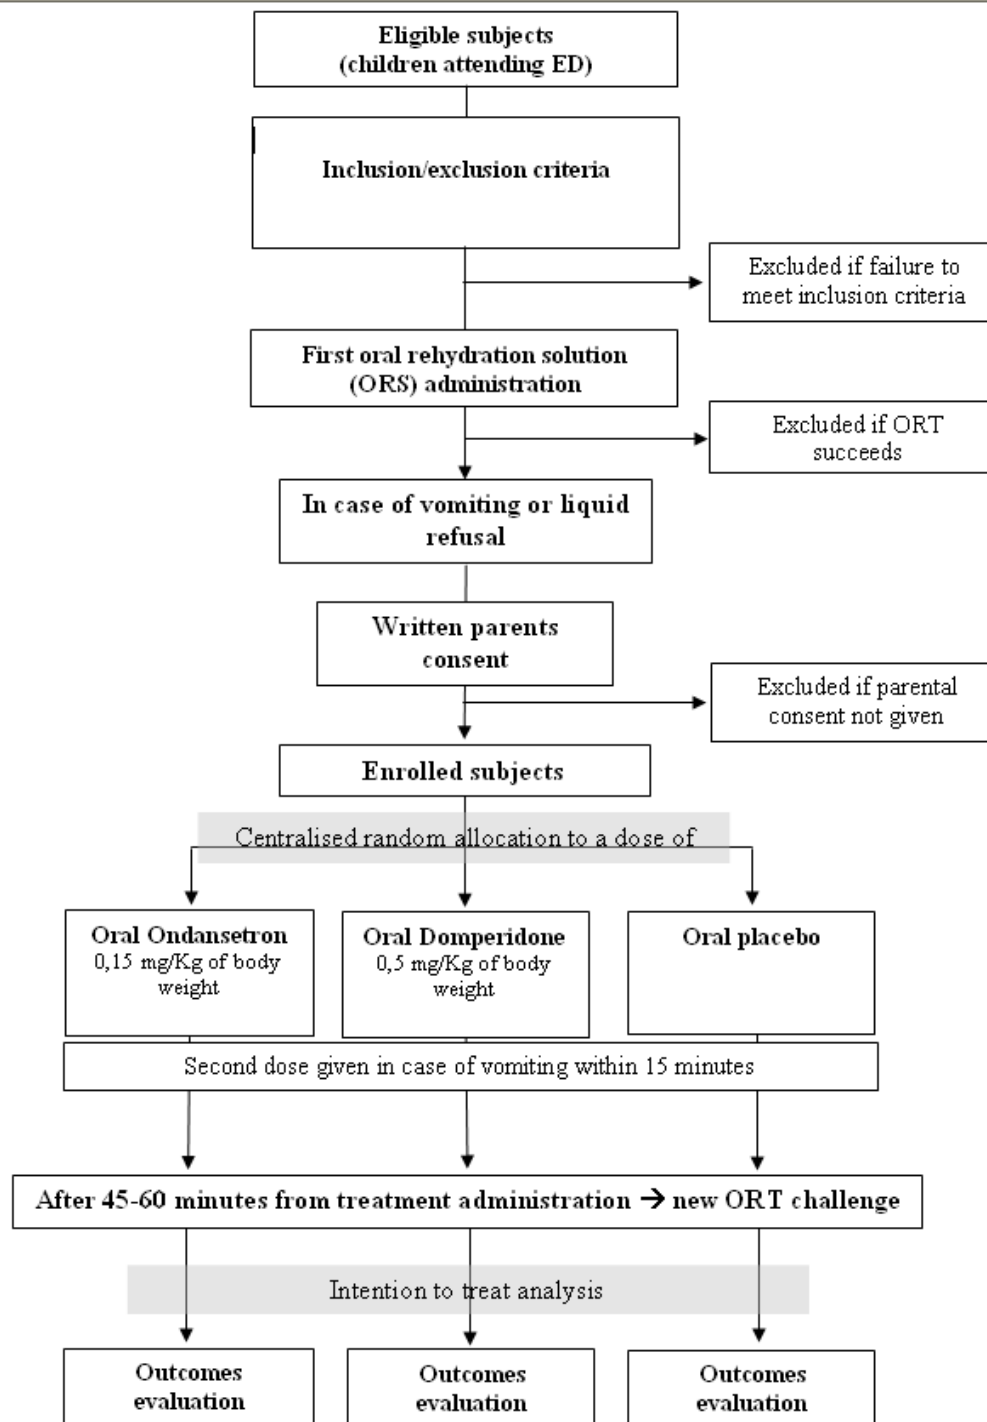 Eligible subjects
(children attending ED)
Inclusion/exclusion criteria
Excluded if failure to
meet inclusion criteria
First oral rehydration solution
(ORS) administration
Excluded if ORT
succeeds
In case of vomiting or liquid
refusal
Written parents
consent
Excluded if parental
consent not given
Enrolled subjects
Centralised random allocation to a dose of
Oral Ondansetron
0,15 mg/Kg of body
weight
Oral Domperidone
0,5 mg/Kg of body
weight
Oral placebo
Second dose given in case of vomiting within 15 minutes
After 45-60 minutes from treatment administration → new ORT challenge
Intention to treat analysis
Outcomes
evaluation
Outcomes
evaluation
Outcomes
evaluation